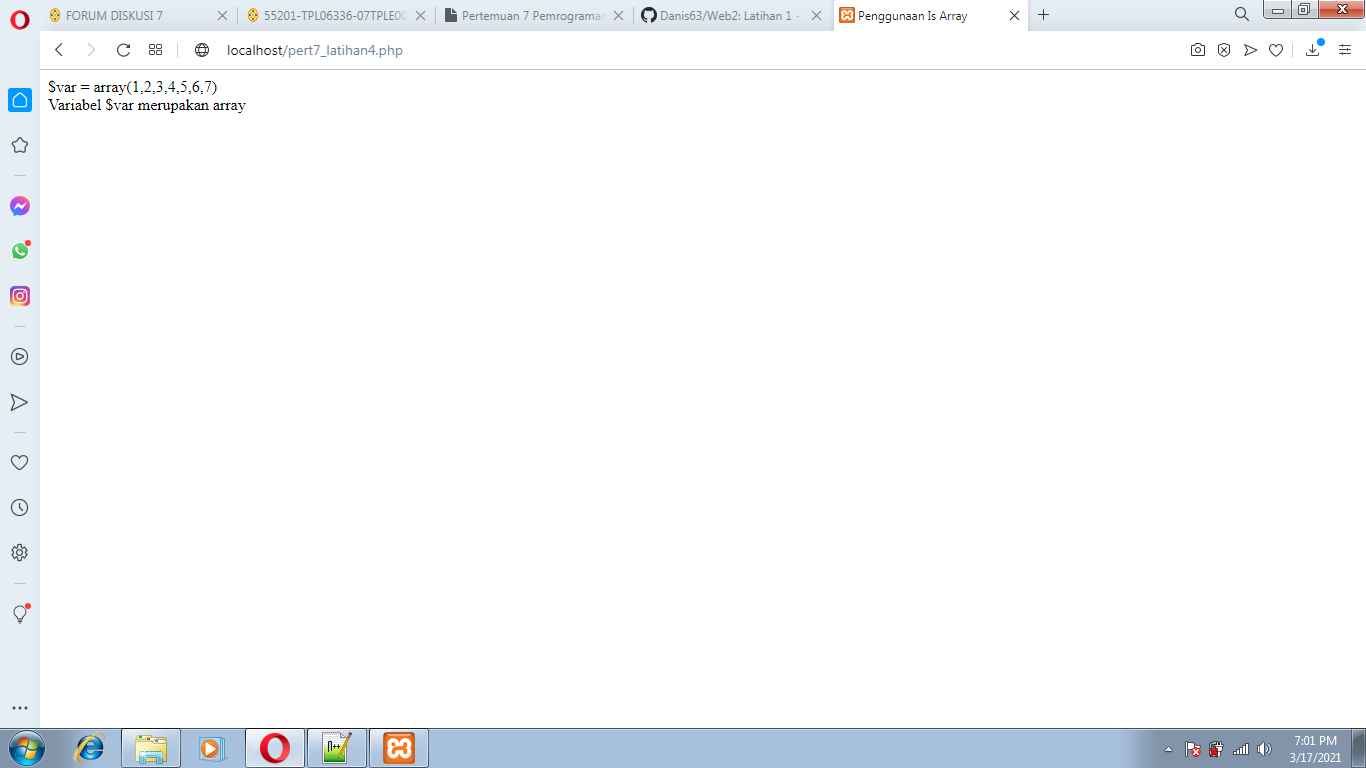 FORUM DISKUSI 7
55201-TPL06336-07TPLE00
Pertemuan 7 Pemrograman
Danis63/Web2: Latihan 1 -
Penggunaan Is Array
localhost/pert7_latihan4.php
$var = array(1,2,3,4,5,6,7)
Variabel $var merupakan array
7:01 PM
3/17/2021